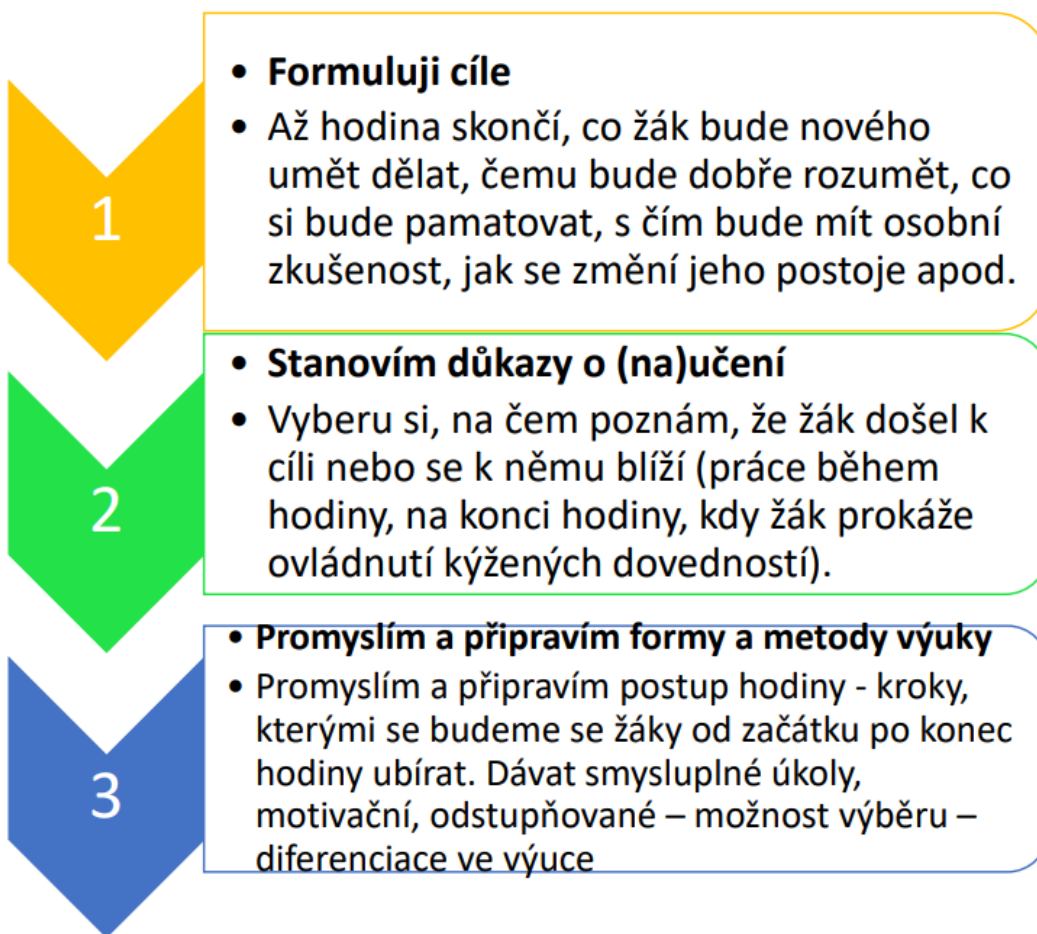 1
• Formuluji cíle
• Až hodina skončí, co žák bude nového
umět dělat, čemu bude dobře rozumět, co
si bude pamatovat, s čím bude mít osobní
zkušenost, jak se změní jeho postoje apod.
2
• Stanovím důkazy o (na)učení
• Vyberu si, na čem poznám, že žák došel k
cíli nebo se k němu blíží (práce během
hodiny, na konci hodiny, kdy žák prokáže
ovládnutí kýžených dovedností).
3
• Promyslím a připravím formy a metody výuky
• Promyslím a připravím postup hodiny - kroky,
kterými se budeme se žáky od začátku po konec
hodiny ubírat. Dávat smysluplné úkoly,
motivační, odstupňované – možnost výběru –
diferenciace ve výuce